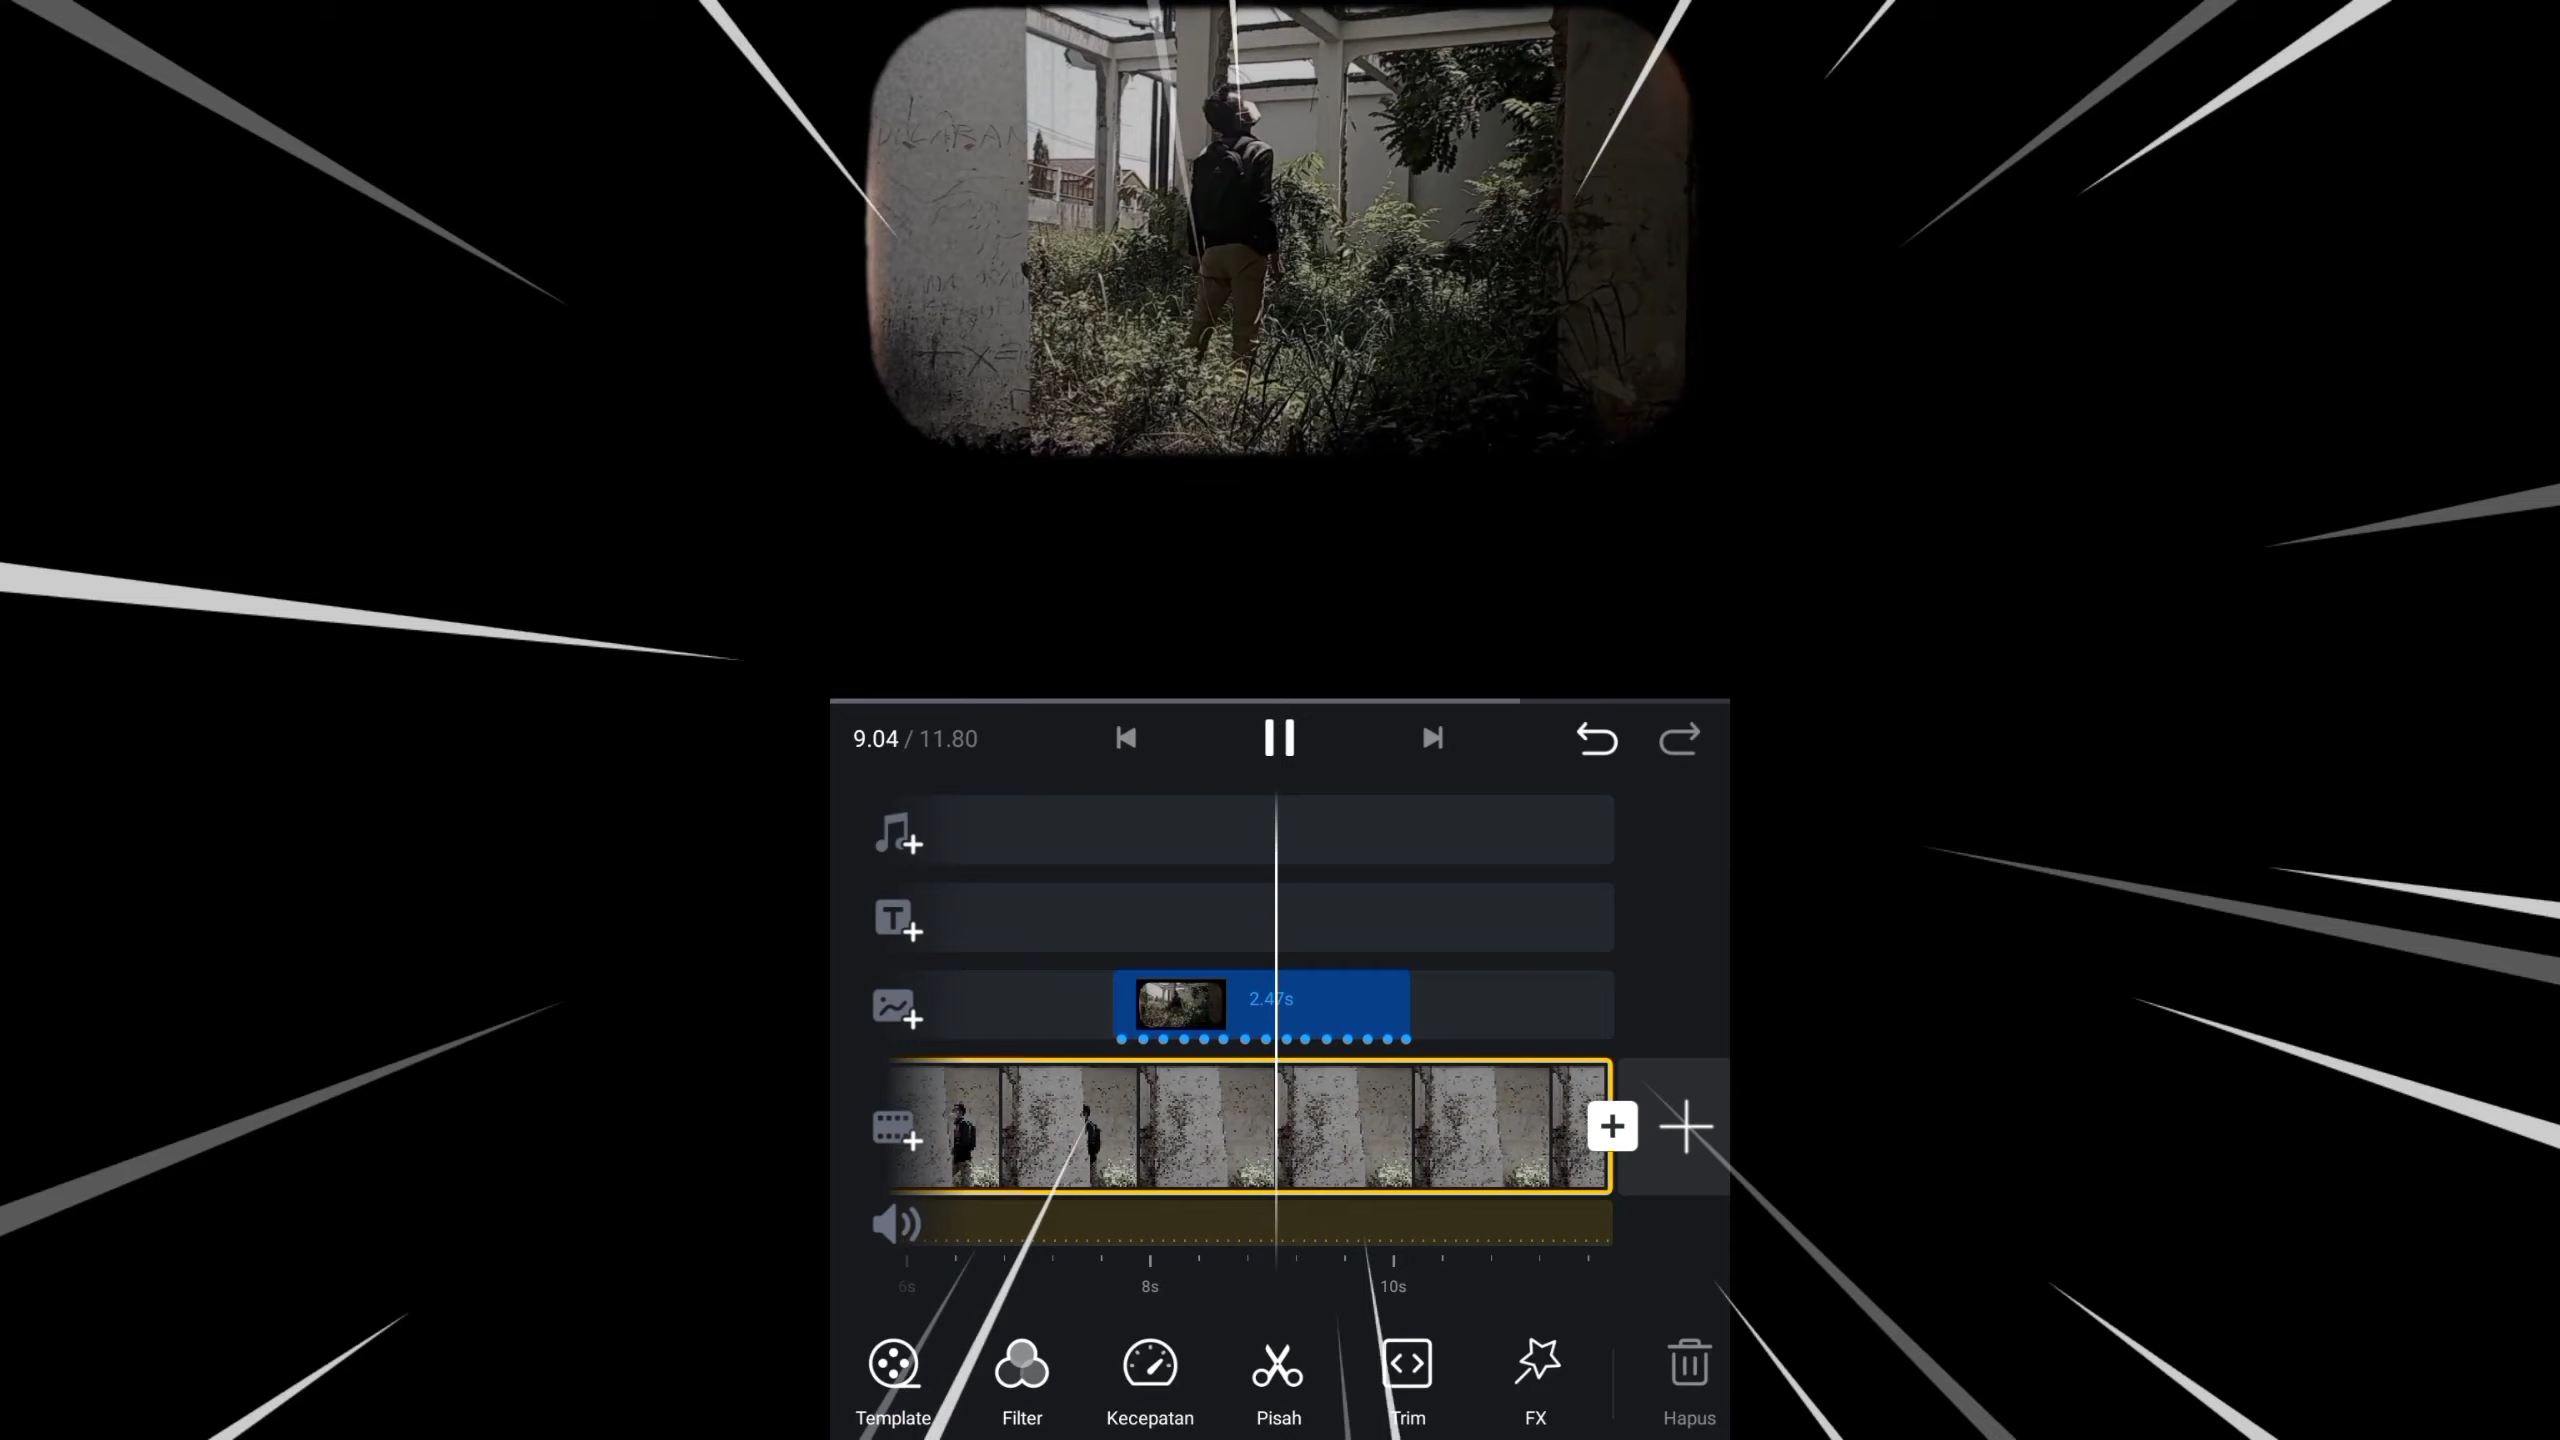 9.04 / 11.80
2.47s
6s 8s 10s
Template Filter Kecepatan Pisah Trim FX Hapus